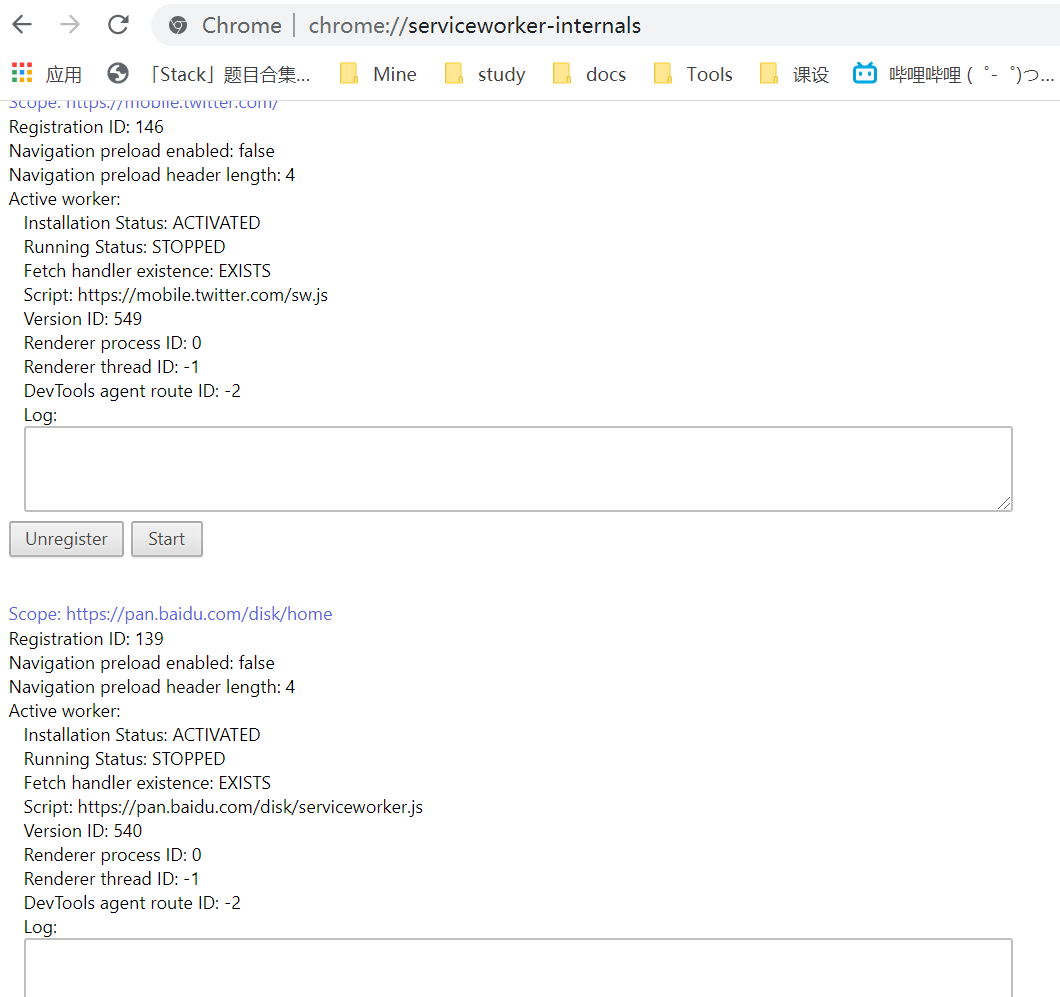 Chrome | chrome://serviceworker-internals
应用 「Stack」题目合集... Mine study docs Tools 课设 哔哩哔哩 (゜-゜)つ...
Scope: https://mobile.twitter.com/
Registration ID: 146
Navigation preload enabled: false
Navigation preload header length: 4
Active worker:
Installation Status: ACTIVATED
Running Status: STOPPED
Fetch handler existence: EXISTS
Script: https://mobile.twitter.com/sw.js
Version ID: 549
Renderer process ID: 0
Renderer thread ID: -1
DevTools agent route ID: -2
Log:
Unregister Start
Scope: https://pan.baidu.com/disk/home
Registration ID: 139
Navigation preload enabled: false
Navigation preload header length: 4
Active worker:
Installation Status: ACTIVATED
Running Status: STOPPED
Fetch handler existence: EXISTS
Script: https://pan.baidu.com/disk/serviceworker.js
Version ID: 540
Renderer process ID: 0
Renderer thread ID: -1
DevTools agent route ID: -2
Log: